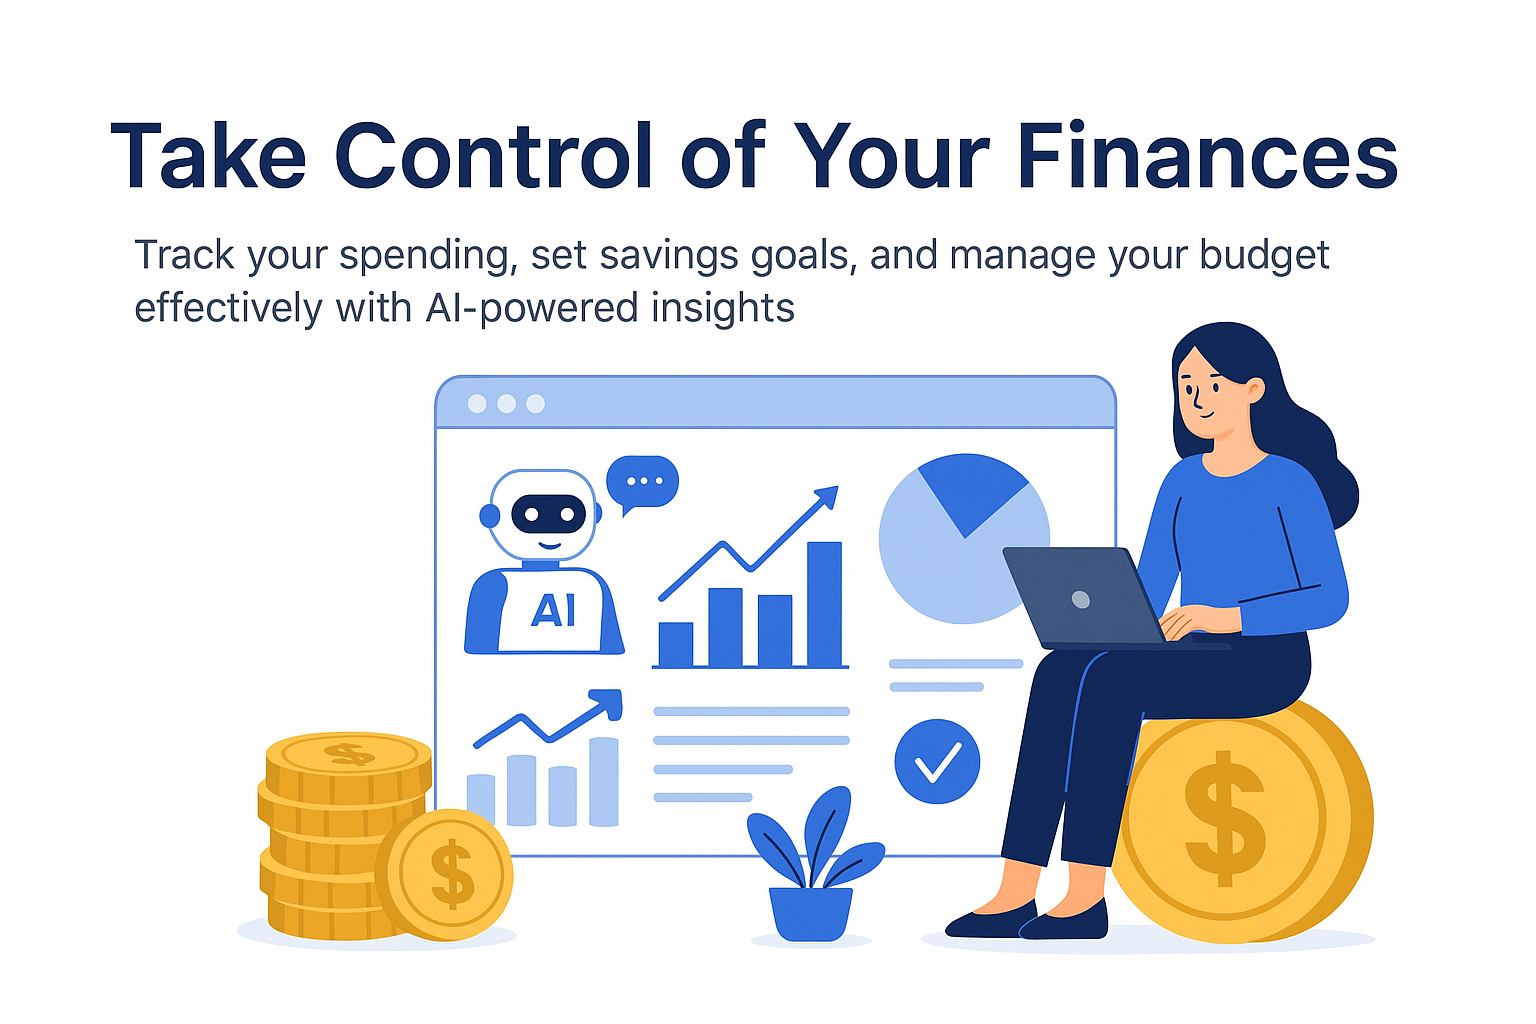 Take Control of Your Finances
Track your spending, set savings goals, and manage your budget
effectively with AI-powered insights
AI
$
$
$